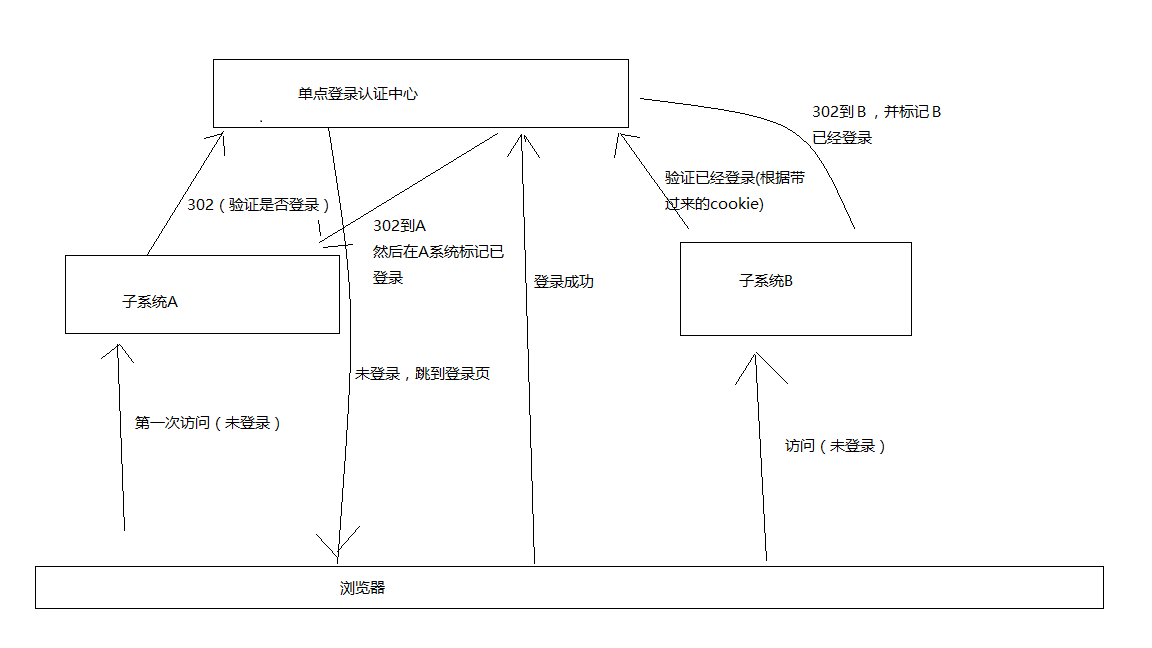 单点登录认证中心
302到B，并标记B
已经登录
验证已经登录(根据带
过来的cookie)
302（验证是否登录）
302到A
然后在A系统标记已
登录
登录成功
子系统A
子系统B
未登录，跳到登录页
第一次访问（未登录）
访问（未登录）
浏览器